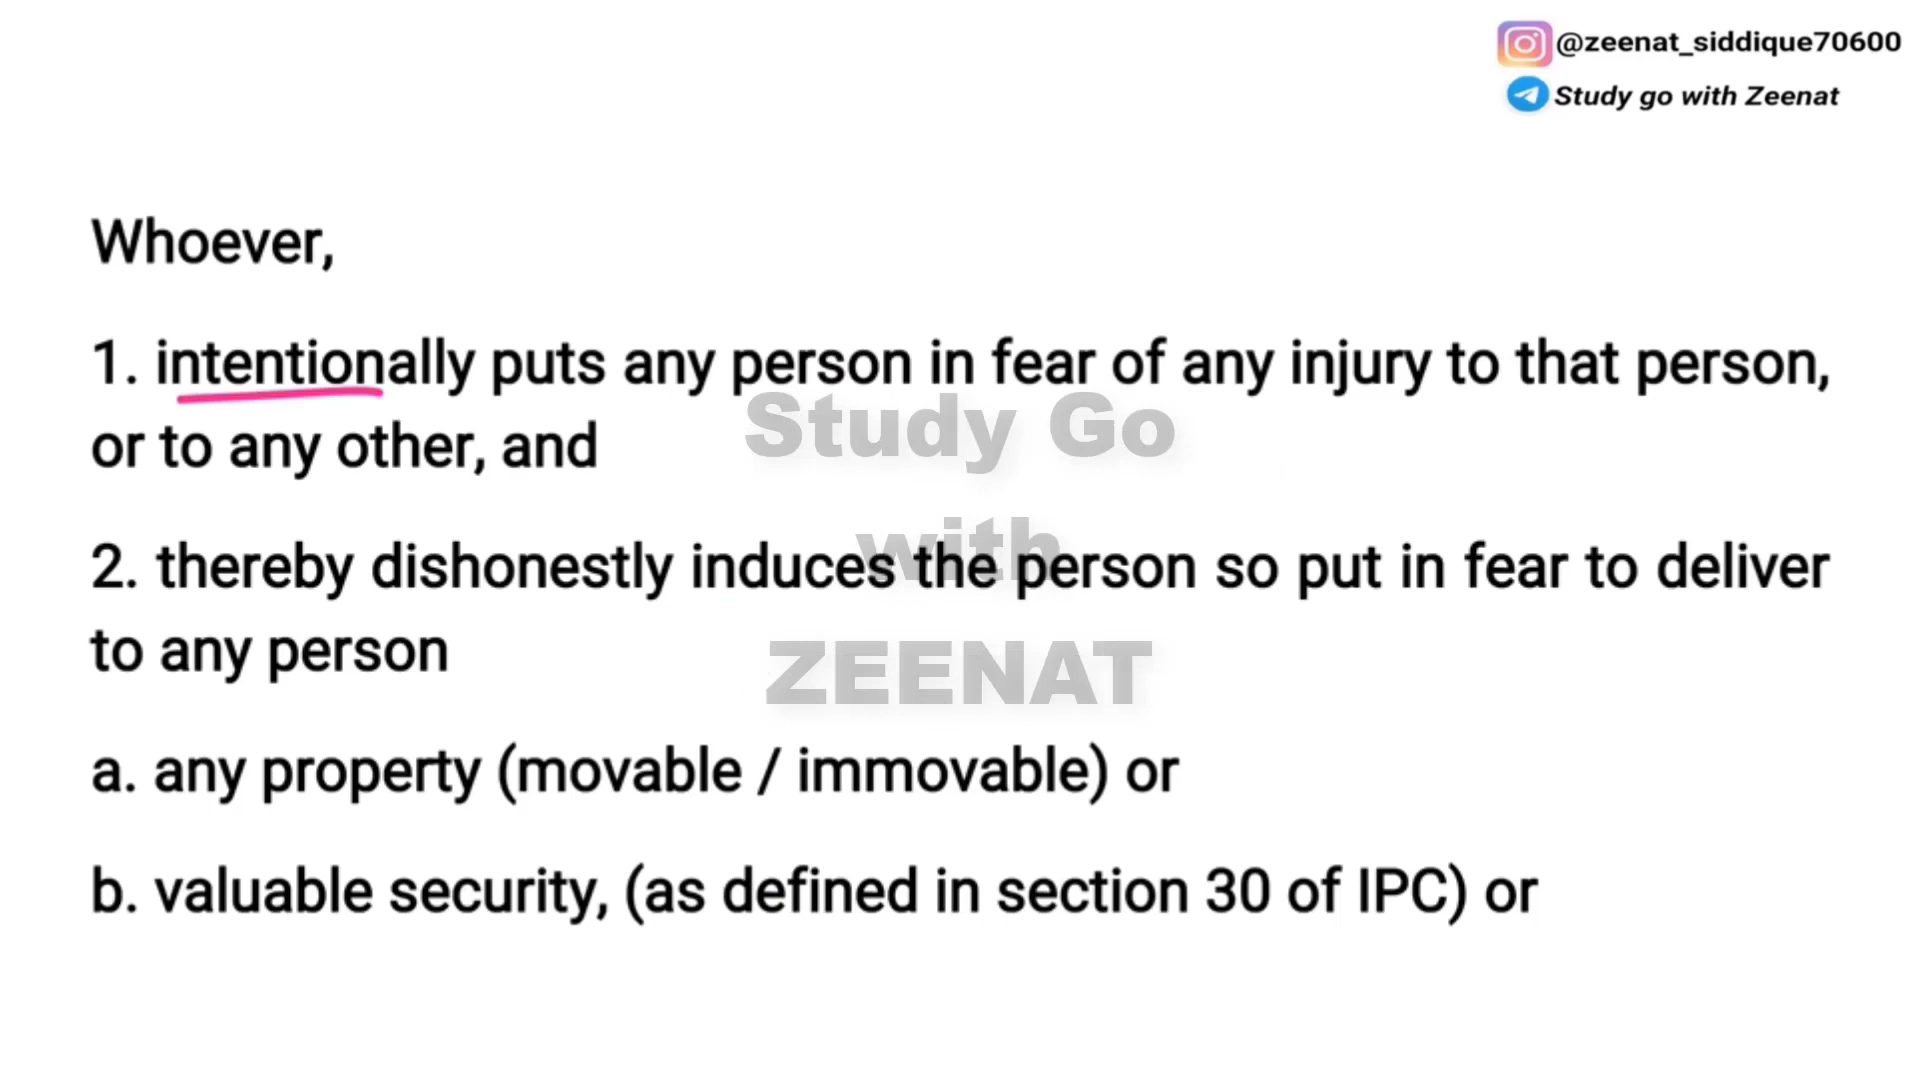 @zeenat_siddique70600
Study go with Zeenat
Whoever,
1. intentionally puts any person in fear of any injury to that person,
or to any other, and
2. thereby dishonestly induces the person so put in fear to deliver
to any person
a. any property (movable / immovable) or
b. valuable security, (as defined in section 30 of IPC) or
Study Go
with
ZEENAT